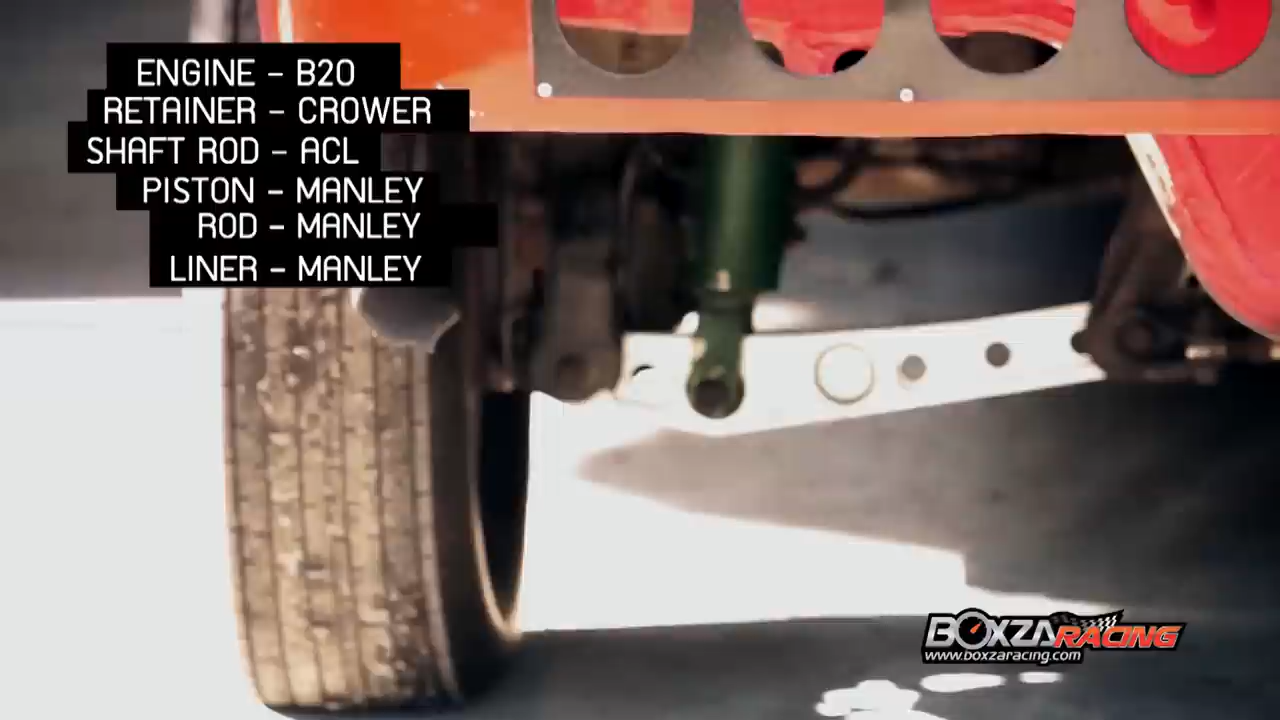 ENGINE - B20
RETAINER - CROWER
SHAFT ROD - ACL
PISTON - MANLEY
ROD - MANLEY
LINER - MANLEY
BOXZARACING
www.boxzaracing.com